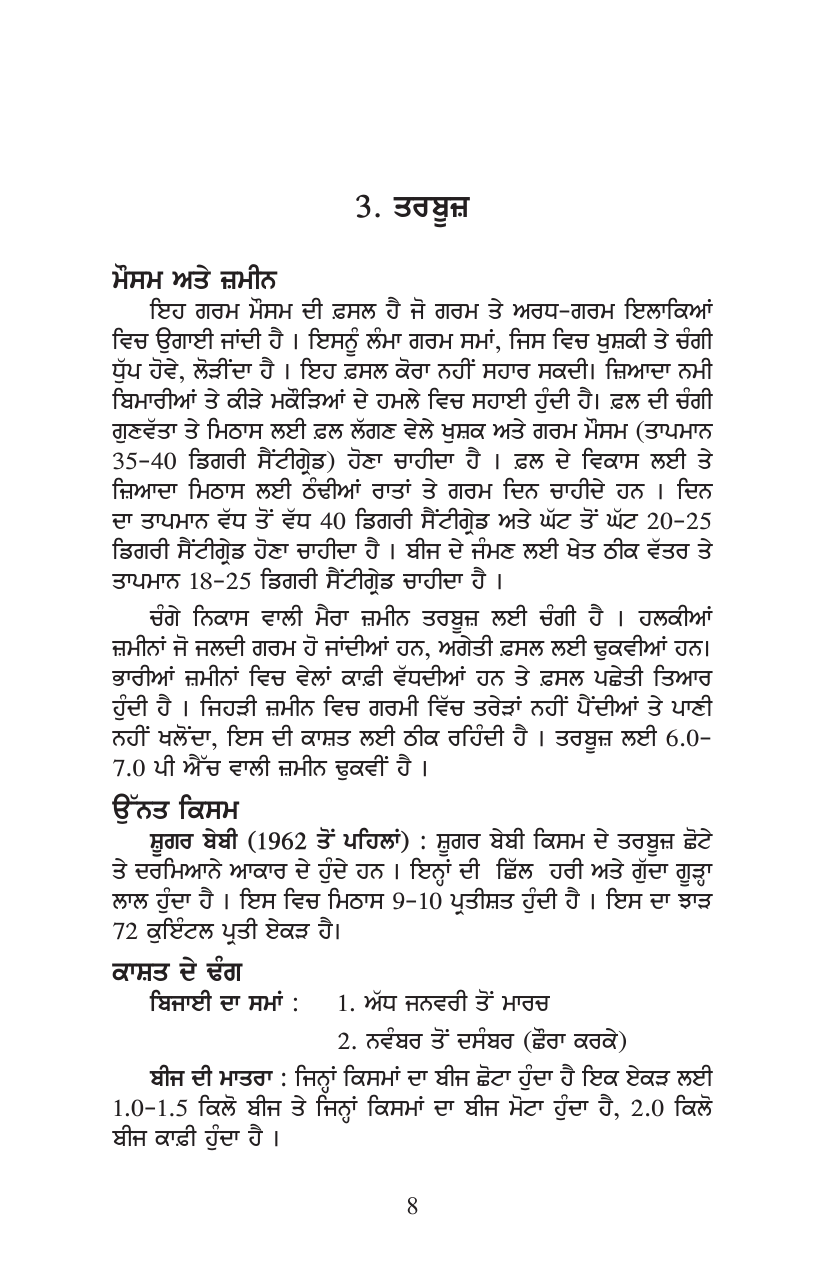 3. ਤਰਬੂਜ਼
ਮੌਸਮ ਅਤੇ ਜ਼ਮੀਨ
ਇਹ ਗਰਮ ਮੌਸਮ ਦੀ ਫ਼ਸਲ ਹੈ ਜੋ ਗਰਮ ਤੇ ਅਰਧ-ਗਰਮ ਇਲਾਕਿਆਂ
ਵਿਚ ਉਗਾਈ ਜਾਂਦੀ ਹੈ । ਇਸਨੂੰ ਲੰਮਾ ਗਰਮ ਸਮਾਂ, ਜਿਸ ਵਿਚ ਖੁਸ਼ਕੀ ਤੇ ਚੰਗੀ
ਧੁੱਪ ਹੋਵੇ, ਲੋੜੀਂਦਾ ਹੈ । ਇਹ ਫ਼ਸਲ ਕੋਰਾ ਨਹੀਂ ਸਹਾਰ ਸਕਦੀ। ਜ਼ਿਆਦਾ ਨਮੀ
ਬਿਮਾਰੀਆਂ ਤੇ ਕੀੜੇ ਮਕੌੜਿਆਂ ਦੇ ਹਮਲੇ ਵਿਚ ਸਹਾਈ ਹੁੰਦੀ ਹੈ। ਫ਼ਲ ਦੀ ਚੰਗੀ
ਗੁਣਵੱਤਾ ਤੇ ਮਿਠਾਸ ਲਈ ਫ਼ਲ ਲੱਗਣ ਵੇਲੇ ਖੁਸ਼ਕ ਅਤੇ ਗਰਮ ਮੌਸਮ (ਤਾਪਮਾਨ
35-40 ਡਿਗਰੀ ਸੈਂਟੀਗ੍ਰੇਡ) ਹੋਣਾ ਚਾਹੀਦਾ ਹੈ । ਫ਼ਲ ਦੇ ਵਿਕਾਸ ਲਈ ਤੇ
ਜ਼ਿਆਦਾ ਮਿਠਾਸ ਲਈ ਠੰਢੀਆਂ ਰਾਤਾਂ ਤੇ ਗਰਮ ਦਿਨ ਚਾਹੀਦੇ ਹਨ । ਦਿਨ
ਦਾ ਤਾਪਮਾਨ ਵੱਧ ਤੋਂ ਵੱਧ 40 ਡਿਗਰੀ ਸੈਂਟੀਗ੍ਰੇਡ ਅਤੇ ਘੱਟ ਤੋਂ ਘੱਟ 20-25
ਡਿਗਰੀ ਸੈਂਟੀਗ੍ਰੇਡ ਹੋਣਾ ਚਾਹੀਦਾ ਹੈ । ਬੀਜ ਦੇ ਜੰਮਣ ਲਈ ਖੇਤ ਠੀਕ ਵੱਤਰ ਤੇ
ਤਾਪਮਾਨ 18-25 ਡਿਗਰੀ ਸੈਂਟੀਗ੍ਰੇਡ ਚਾਹੀਦਾ ਹੈ ।
ਚੰਗੇ ਨਿਕਾਸ ਵਾਲੀ ਮੈਰਾ ਜ਼ਮੀਨ ਤਰਬੂਜ਼ ਲਈ ਚੰਗੀ ਹੈ । ਹਲਕੀਆਂ
ਜ਼ਮੀਨਾਂ ਜੋ ਜਲਦੀ ਗਰਮ ਹੋ ਜਾਂਦੀਆਂ ਹਨ, ਅਗੇਤੀ ਫ਼ਸਲ ਲਈ ਢੁਕਵੀਆਂ ਹਨ।
ਭਾਰੀਆਂ ਜ਼ਮੀਨਾਂ ਵਿਚ ਵੇਲਾਂ ਕਾਫ਼ੀ ਵੱਧਦੀਆਂ ਹਨ ਤੇ ਫ਼ਸਲ ਪਛੇਤੀ ਤਿਆਰ
ਹੁੰਦੀ ਹੈ । ਜਿਹੜੀ ਜ਼ਮੀਨ ਵਿਚ ਗਰਮੀ ਵਿੱਚ ਤਰੇੜਾਂ ਨਹੀਂ ਪੈਂਦੀਆਂ ਤੇ ਪਾਣੀ
ਨਹੀਂ ਖਲੋਂਦਾ, ਇਸ ਦੀ ਕਾਸ਼ਤ ਲਈ ਠੀਕ ਰਹਿੰਦੀ ਹੈ । ਤਰਬੂਜ਼ ਲਈ 6.0-
7.0 ਪੀ ਐੱਚ ਵਾਲੀ ਜ਼ਮੀਨ ਢੁਕਵੀਂ ਹੈ ।
ਉੱਨਤ ਕਿਸਮ
ਸ਼ੂਗਰ ਬੇਬੀ (1962 ਤੋਂ ਪਹਿਲਾਂ) : ਸ਼ੂਗਰ ਬੇਬੀ ਕਿਸਮ ਦੇ ਤਰਬੂਜ਼ ਛੋਟੇ
ਤੇ ਦਰਮਿਆਨੇ ਆਕਾਰ ਦੇ ਹੁੰਦੇ ਹਨ । ਇਨ੍ਹਾਂ ਦੀ ਛਿੱਲ ਹਰੀ ਅਤੇ ਗੁੱਦਾ ਗੂੜ੍ਹਾ
ਲਾਲ ਹੁੰਦਾ ਹੈ । ਇਸ ਵਿਚ ਮਿਠਾਸ 9-10 ਪ੍ਰਤੀਸ਼ਤ ਹੁੰਦੀ ਹੈ । ਇਸ ਦਾ ਝਾੜ
72 ਕੁਇੰਟਲ ਪ੍ਰਤੀ ਏਕੜ ਹੈ।
ਕਾਸ਼ਤ ਦੇ ਢੰਗ
ਬਿਜਾਈ ਦਾ ਸਮਾਂ : 1. ਅੱਧ ਜਨਵਰੀ ਤੋਂ ਮਾਰਚ
2. ਨਵੰਬਰ ਤੋਂ ਦਸੰਬਰ (ਛੌਰਾ ਕਰਕੇ)
ਬੀਜ ਦੀ ਮਾਤਰਾ : ਜਿਨ੍ਹਾਂ ਕਿਸਮਾਂ ਦਾ ਬੀਜ ਛੋਟਾ ਹੁੰਦਾ ਹੈ ਇਕ ਏਕੜ ਲਈ
1.0-1.5 ਕਿਲੋ ਬੀਜ ਤੇ ਜਿਨ੍ਹਾਂ ਕਿਸਮਾਂ ਦਾ ਬੀਜ ਮੋਟਾ ਹੁੰਦਾ ਹੈ, 2.0 ਕਿਲੋ
ਬੀਜ ਕਾਫ਼ੀ ਹੁੰਦਾ ਹੈ ।
8